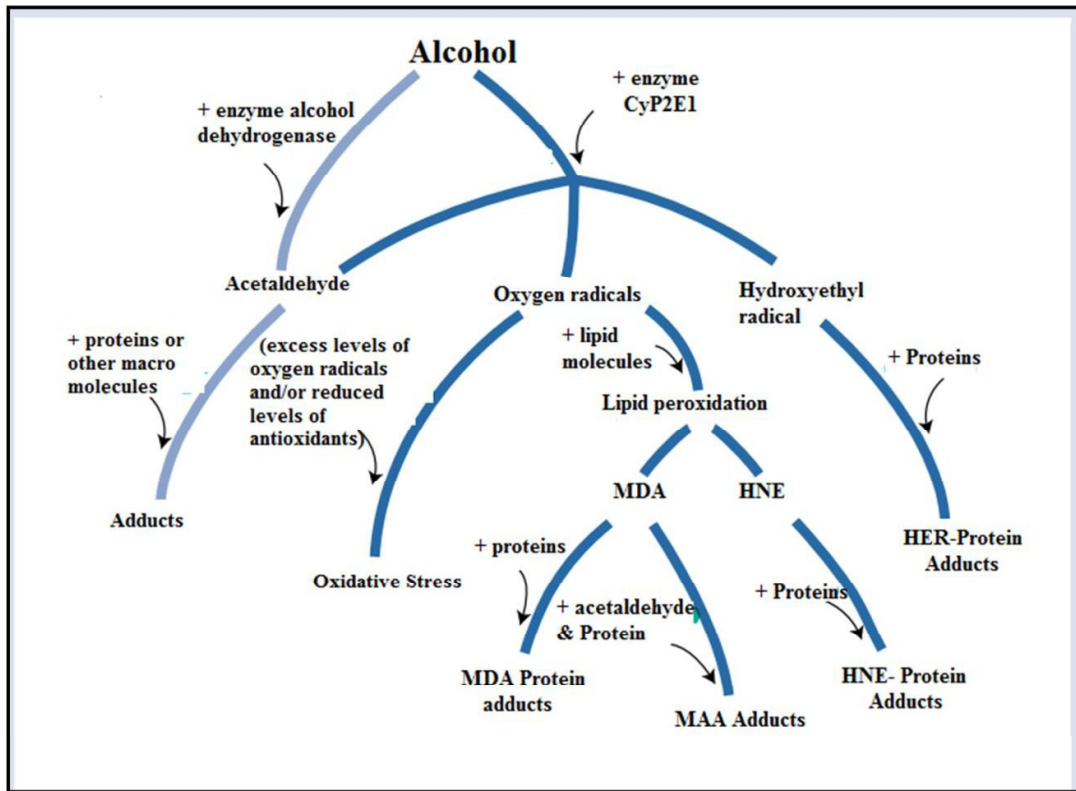 Alcohol
+ enzyme
CyP2E1
+ enzyme alcohol
dehydrogenase
Acetaldehyde
Oxygen radicals
Hydroxyethyl
radical
+ proteins or
other macro
molecules
(excess levels of
oxygen radicals
and/or reduced
levels of
antioxidants)
+ lipid
molecules
+ Proteins
Lipid peroxidation
MDA
HNE
Adducts
Oxidative Stress
HER-Protein
Adducts
+ proteins
+ acetaldehyde
& Protein
+ Proteins
MDA Protein
adducts
MAA Adducts
HNE- Protein
Adducts